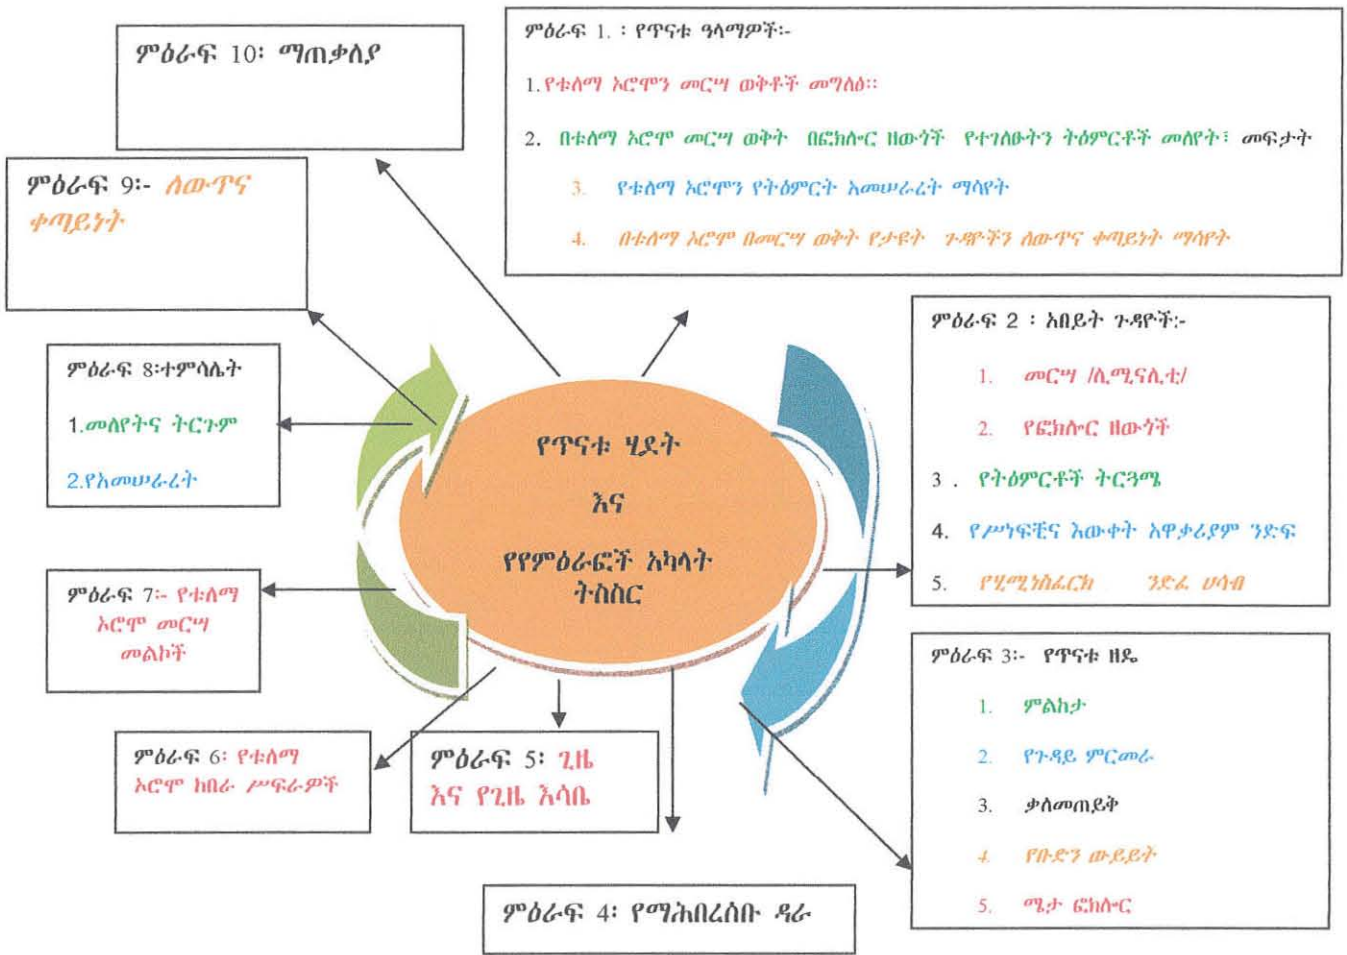 ምዕራፍ 10፡ ማጠቃለያ
ምዕራፍ 1. ፡ የጥናቱ ዓላማዎች፡-
1.የቱለማ ኦሮሞን መርሣ ወቅቶች መግለፅ።
2. በቱለማ ኦሮሞ መርሣ ወቅት በፎክሎር ዘውጎች የተገለፁትን ትዕምርቶች መለየት፣ መፍታት
3. የቱለማ ኦሮሞን የትዕምርት አመሠራረት ማሳየት
4. በቱለማ ኦሮሞ በመርሣ ወቅት የታዩት ጉዳዮችን ለውጥና ቀጣይነት ማሳየት
ምዕራፍ 9፡- ለውጥና
ቀጣይነት
ምዕራፍ 2 ፡ አበይት ጉዳዮች፡-
1. መርሣ /ሊሚናሊቲ/
2. የፎክሎር ዘውጎች
3 . የትዕምርቶች ትርጓሜ
4. የሥነፍቺና እውቀት አዋቃሪያም ንድፍ
5. የሂሚንስፈርክ ንድፈ ሀሳብ
ምዕራፍ 8፡ተምሳሌት
1.መለየትና ትርጉም
2.የአመሠራረት
የጥናቱ ሂደት
እና
የየምዕራፎች አካላት
ትስስር
ምዕራፍ 7፡- የቱለማ
ኦሮሞ መርሣ
መልኮች
ምዕራፍ 3፡- የጥናቱ ዘዴ
1. ምልከታ
2. የጉዳይ ምርመራ
3. ቃለመጠይቅ
4. የቡድን ውይይት
5. ሜታ ፎክሎር
ምዕራፍ 6፡ የቱለማ
ኦሮሞ ከበራ ሥፍራዎች
ምዕራፍ 5፡ ጊዜ
እና የጊዜ እሳቤ
ምዕራፍ 4፡ የማሕበረሰቡ ዳራ